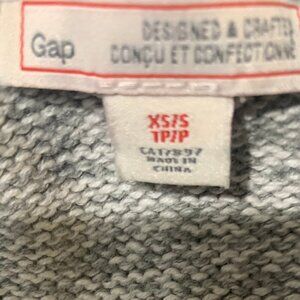 Gap
DESIGNED & CRAFTED
CONÇU ET CONFECTIONNÉ
XS/S
TP/P
CA17897
MADE IN
CHINA